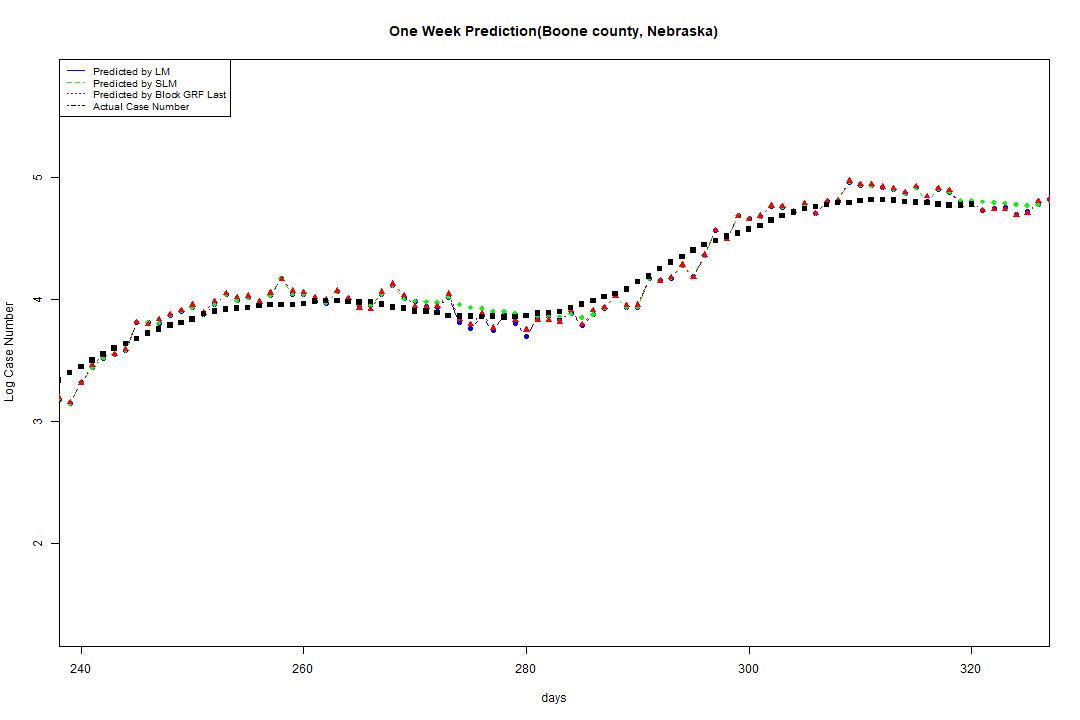 One Week Prediction(Boone county, Nebraska)
Predicted by LM
Predicted by SLM
Predicted by Block GRF Last
Actual Case Number
5
4
3
2
Log Case Number
240 260 280 300 320
days